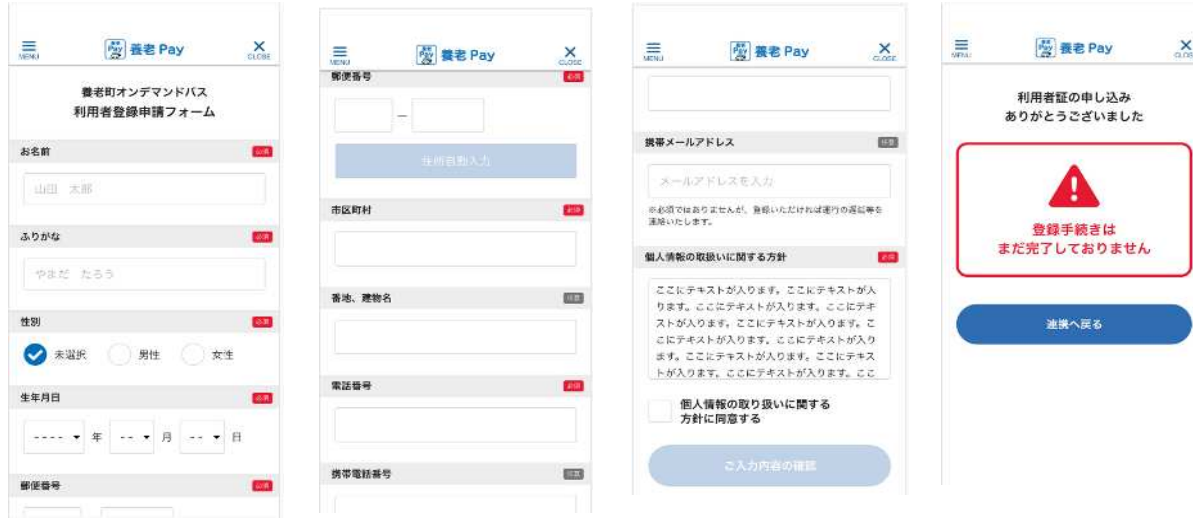 MENU
養老 Pay
CLOSE
養老町オンデマンドバス
利用者登録申請フォーム
お名前 必須
山田 太郎
ふりがな 必須
やまだ たろう
性別 必須
未選択 男性 女性
生年月日 必須
---- 年 -- 月 -- 日
郵便番号 必須
MENU
養老 Pay
CLOSE
郵便番号 必須
－
住所自動入力
市区町村 必須
番地、建物名 任意
電話番号 必須
携帯電話番号 任意
MENU
養老 Pay
CLOSE
携帯メールアドレス 任意
メールアドレスを入力
※必須ではありませんが、登録いただければ運行の遅延等を
連絡いたします。
個人情報の取扱いに関する方針 必須
ここにテキストが入ります。ここにテキストが入
ります。ここにテキストが入ります。ここにテキ
ストが入ります。ここにテキストが入ります。こ
こにテキストが入ります。ここにテキストが入り
ます。ここにテキストが入ります。ここにテキス
トが入ります。ここにテキストが入ります。ここ
個人情報の取り扱いに関する
方針に同意する
ご入力内容の確認
MENU
養老 Pay
CLOSE
利用者証の申し込み
ありがとうございました
登録手続きは
まだ完了しておりません
連携へ戻る